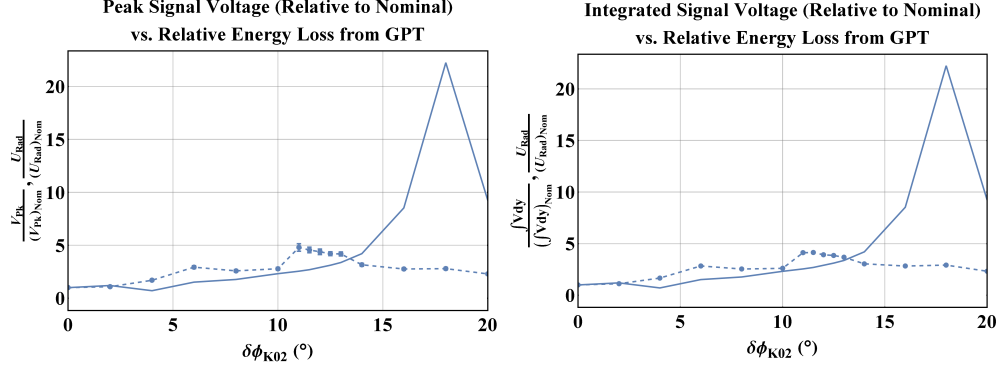 Peak Signal Voltage (Relative to Nominal)
vs. Relative Energy Loss from GPT
20
15
10
5
0
V_Pk/(V_Pk)_Nom, U_Rad/(U_Rad)_Nom
0 5 10 15 20
δϕ_K02 (°)
Integrated Signal Voltage (Relative to Nominal)
vs. Relative Energy Loss from GPT
20
15
10
5
0
∫Vdy/(∫Vdy)_Nom, U_Rad/(U_Rad)_Nom
0 5 10 15 20
δϕ_K02 (°)